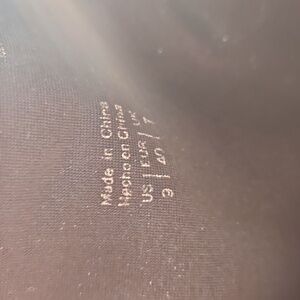 Made in China
Hecho en China
US | EUR | UK
9 | 40 | 7